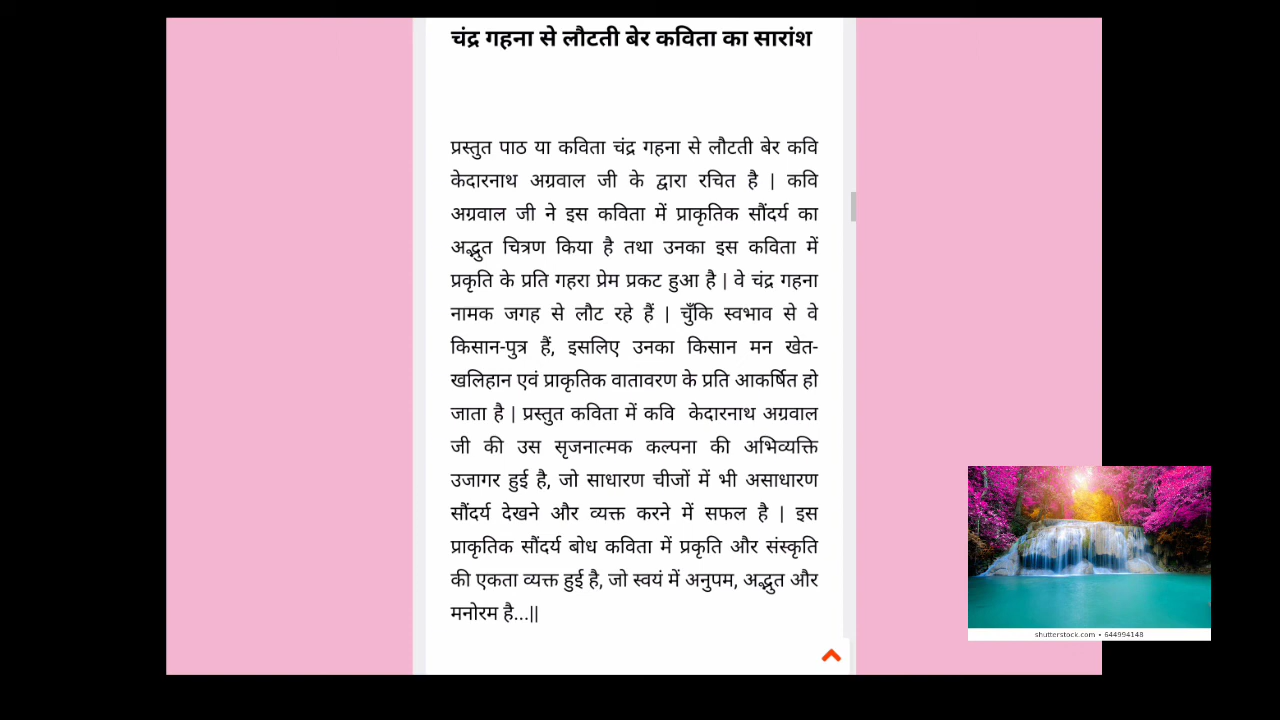 चंद्र गहना से लौटती बेर कविता का सारांश
प्रस्तुत पाठ या कविता चंद्र गहना से लौटती बेर कवि
केदारनाथ अग्रवाल जी के द्वारा रचित है | कवि
अग्रवाल जी ने इस कविता में प्राकृतिक सौंदर्य का
अद्भुत चित्रण किया है तथा उनका इस कविता में
प्रकृति के प्रति गहरा प्रेम प्रकट हुआ है | वे चंद्र गहना
नामक जगह से लौट रहे हैं | चुँकि स्वभाव से वे
किसान-पुत्र हैं, इसलिए उनका किसान मन खेत-
खलिहान एवं प्राकृतिक वातावरण के प्रति आकर्षित हो
जाता है | प्रस्तुत कविता में कवि केदारनाथ अग्रवाल
जी की उस सृजनात्मक कल्पना की अभिव्यक्ति
उजागर हुई है, जो साधारण चीजों में भी असाधारण
सौंदर्य देखने और व्यक्त करने में सफल है | इस
प्राकृतिक सौंदर्य बोध कविता में प्रकृति और संस्कृति
की एकता व्यक्त हुई है, जो स्वयं में अनुपम, अद्भुत और
मनोरम है...||
shutterstock.com • 644994148